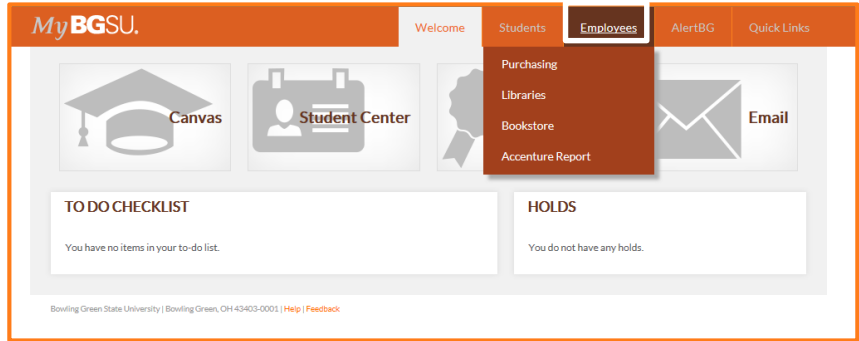 My BGSU.
Welcome
Students
Employees
AlertBG
Quick Links
Purchasing
Libraries
Bookstore
Accenture Report
Canvas
Student Center
Email
TO DO CHECKLIST
You have no items in your to-do list.
HOLDS
You do not have any holds.
Bowling Green State University | Bowling Green, OH 43403-0001 | Help | Feedback